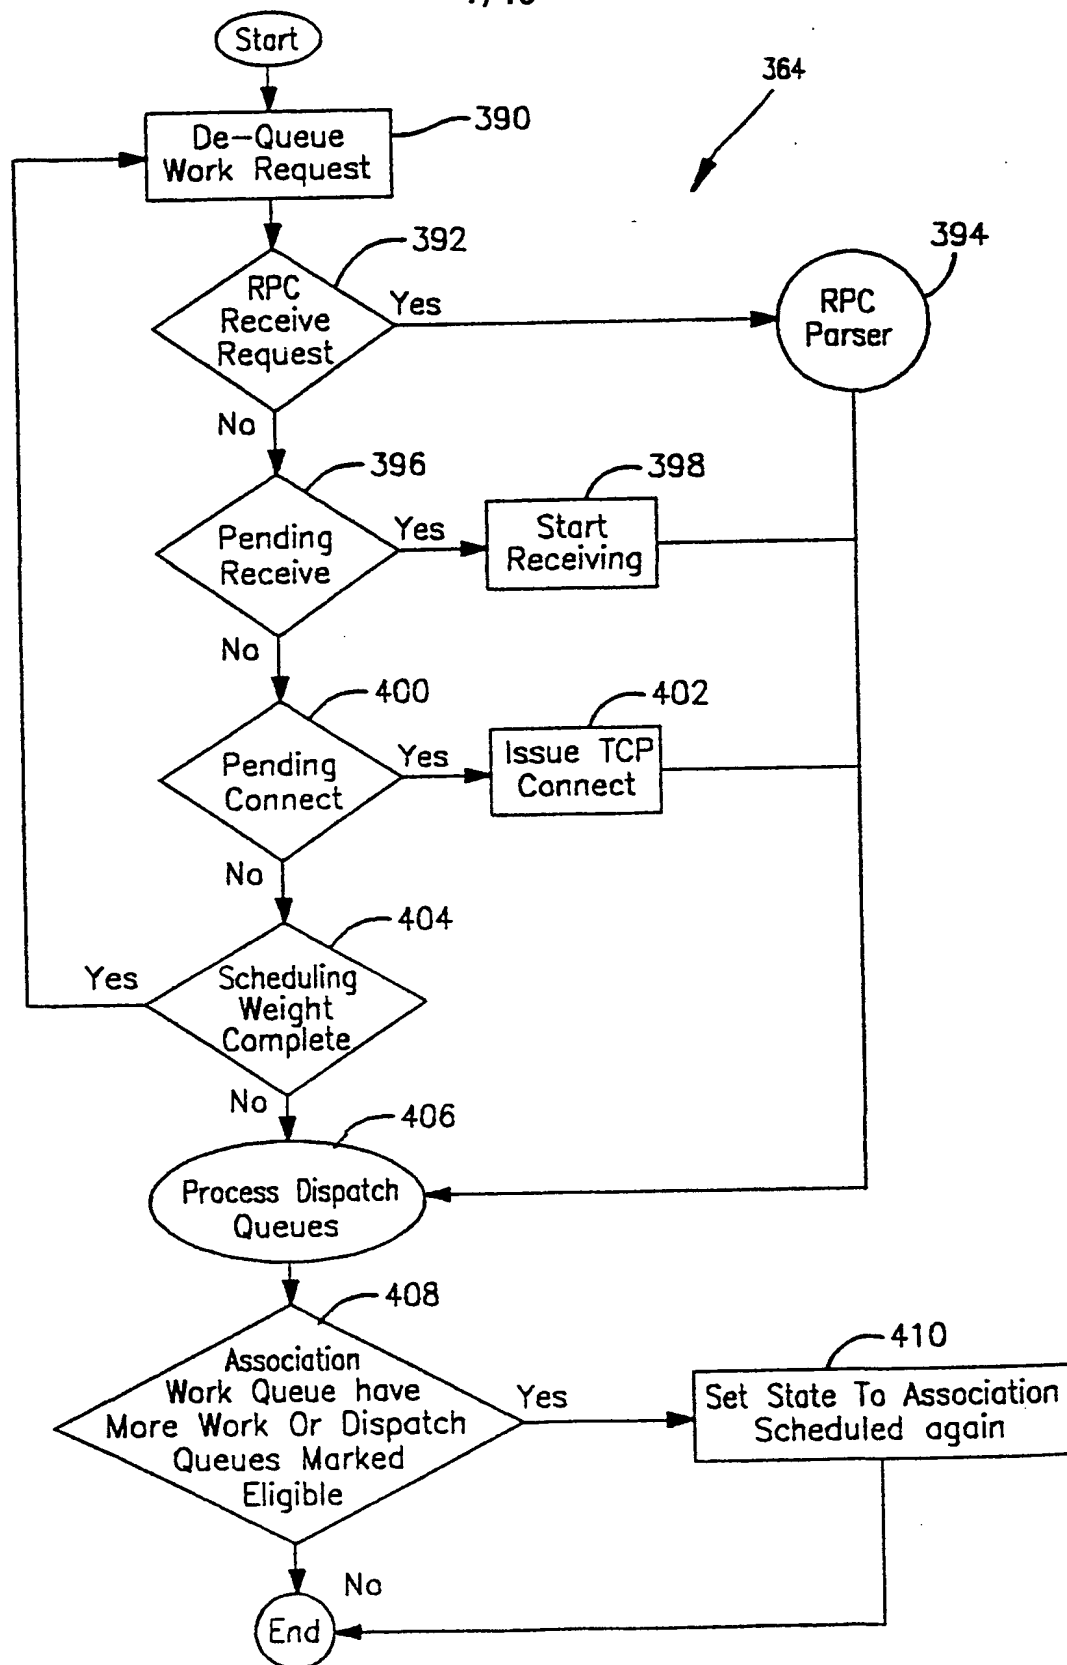 Start
364
De-Queue
Work Request
390
392
RPC
Receive
Request
Yes
394
RPC
Parser
No
396
Pending
Receive
Yes
398
Start
Receiving
No
400
Pending
Connect
Yes
402
Issue TCP
Connect
No
404
Scheduling
Weight
Complete
Yes
No
406
Process Dispatch
Queues
408
Association
Work Queue have
More Work Or Dispatch
Queues Marked
Eligible
Yes
410
Set State To Association
Scheduled again
No
End